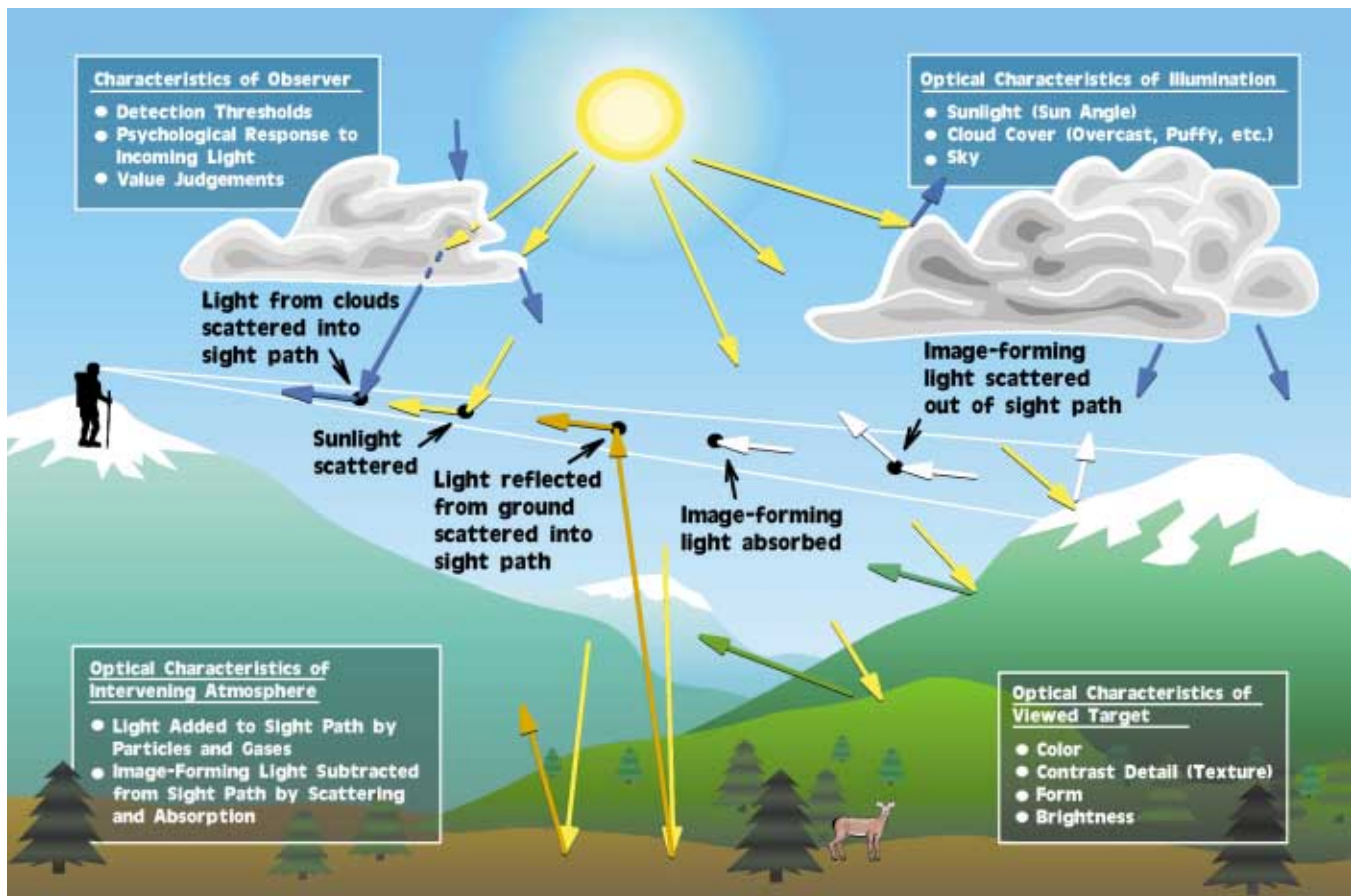 Characteristics of Observer
● Detection Thresholds
● Psychological Response to
Incoming Light
● Value Judgements
Optical Characteristics of Illumination
● Sunlight (Sun Angle)
● Cloud Cover (Overcast, Puffy, etc.)
● Sky
Light from clouds
scattered into
sight path
Sunlight
scattered
Light reflected
from ground
scattered into
sight path
Image-forming
light absorbed
Image-forming
light scattered
out of sight path
Optical Characteristics of
Intervening Atmosphere
● Light Added to Sight Path by
Particles and Gases
● Image-Forming Light Subtracted
from Sight Path by Scattering
and Absorption
Optical Characteristics of
Viewed Target
● Color
● Contrast Detail (Texture)
● Form
● Brightness